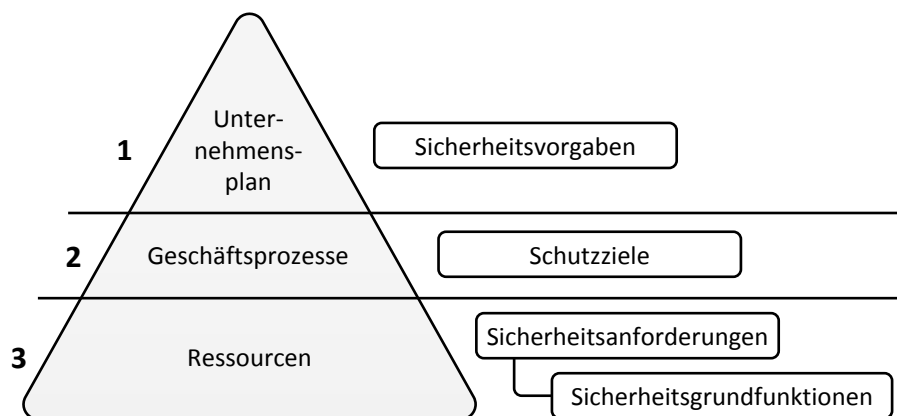 1
Unter-
nehmens-
plan
Sicherheitsvorgaben
2
Geschäftsprozesse
Schutzziele
3
Ressourcen
Sicherheitsanforderungen
Sicherheitsgrundfunktionen